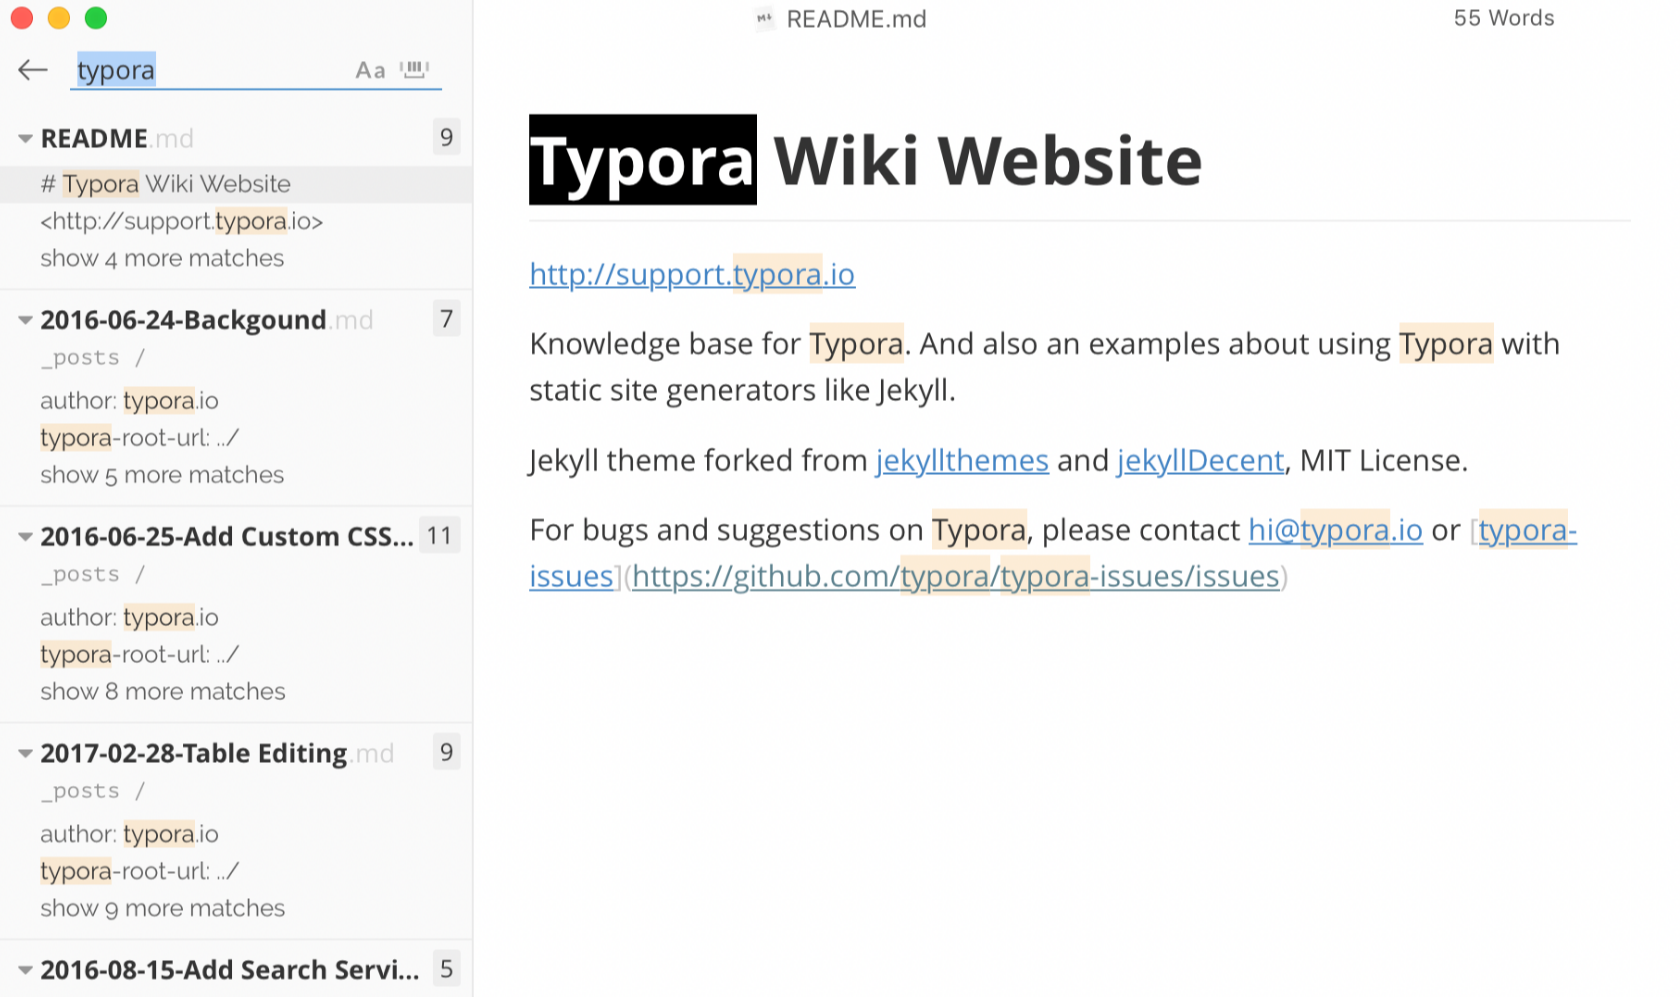 README.md
55 Words
typora
Aa
README.md 9
# Typora Wiki Website
<http://support.typora.io>
show 4 more matches
2016-06-24-Backgound.md 7
_posts /
author: typora.io
typora-root-url: ../
show 5 more matches
2016-06-25-Add Custom CSS... 11
_posts /
author: typora.io
typora-root-url: ../
show 8 more matches
2017-02-28-Table Editing.md 9
_posts /
author: typora.io
typora-root-url: ../
show 9 more matches
2016-08-15-Add Search Servi... 5
Typora Wiki Website
http://support.typora.io
Knowledge base for Typora. And also an examples about using Typora with
static site generators like Jekyll.
Jekyll theme forked from jekyllthemes and jekyllDecent, MIT License.
For bugs and suggestions on Typora, please contact hi@typora.io or [typora-
issues](https://github.com/typora/typora-issues/issues)